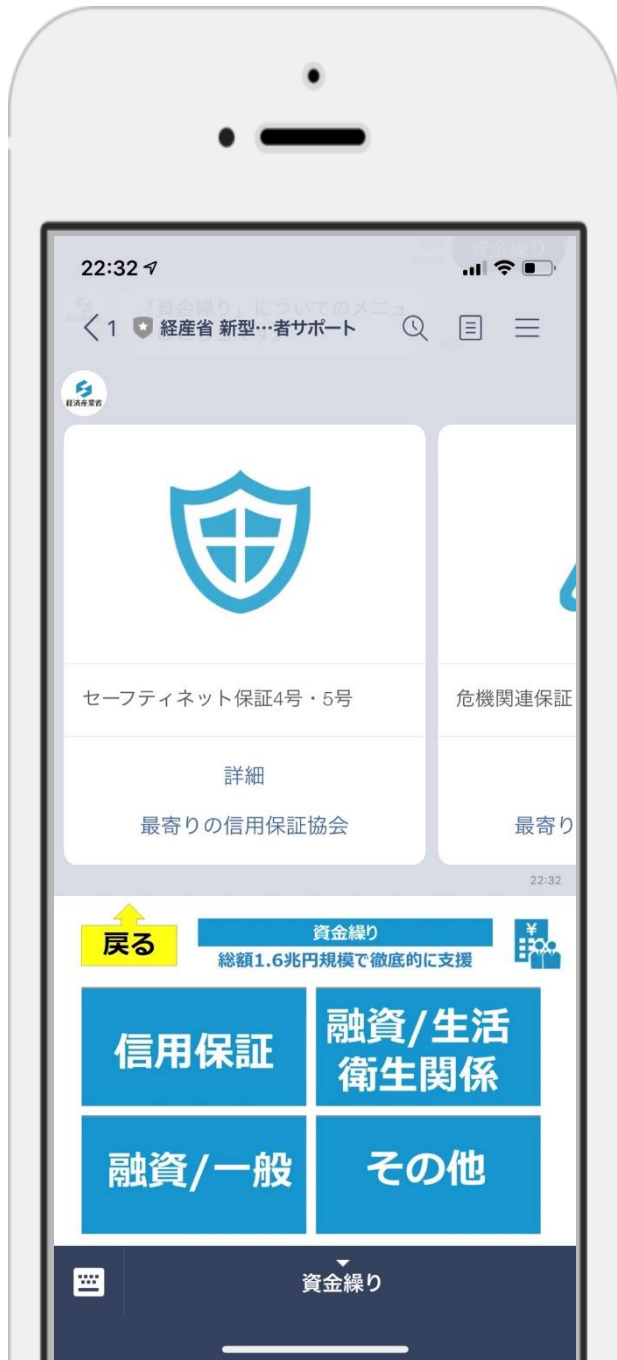 22:32
1 経産省 新型…者サポート
経済産業省
セーフティネット保証4号・5号
危機関連保証
詳細
最寄りの信用保証協会
最寄り
22:32
戻る
資金繰り
総額1.6兆円規模で徹底的に支援
¥
信用保証
融資/生活
衛生関係
融資/一般
その他
資金繰り